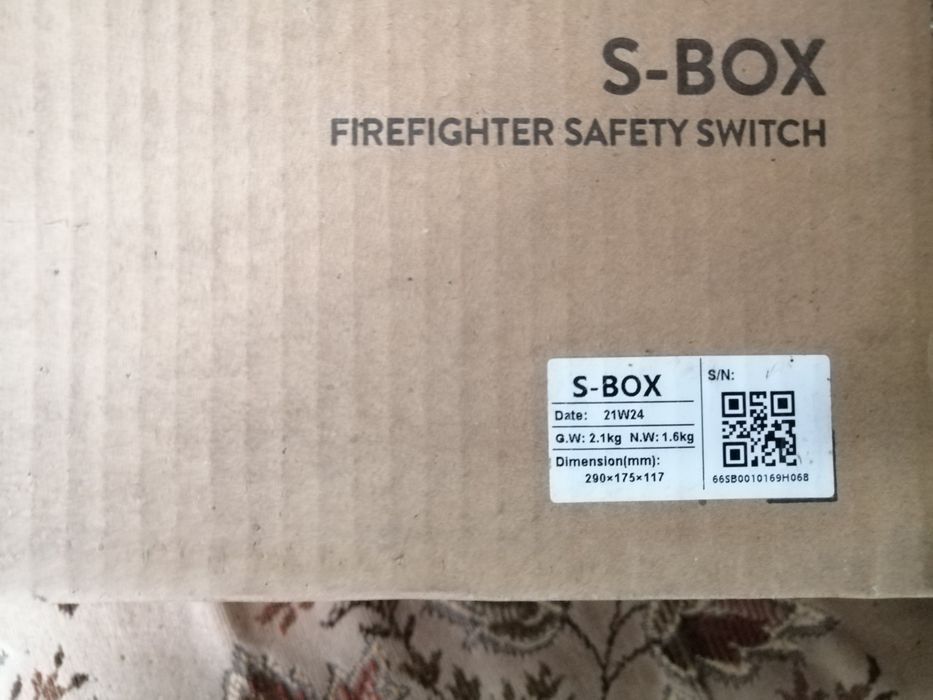 S-BOX
FIREFIGHTER SAFETY SWITCH
S-BOX
Date: 21W24
G.W: 2.1kg N.W: 1.6kg
Dimension(mm):
290×175×117
S/N:
66SB0010169H068